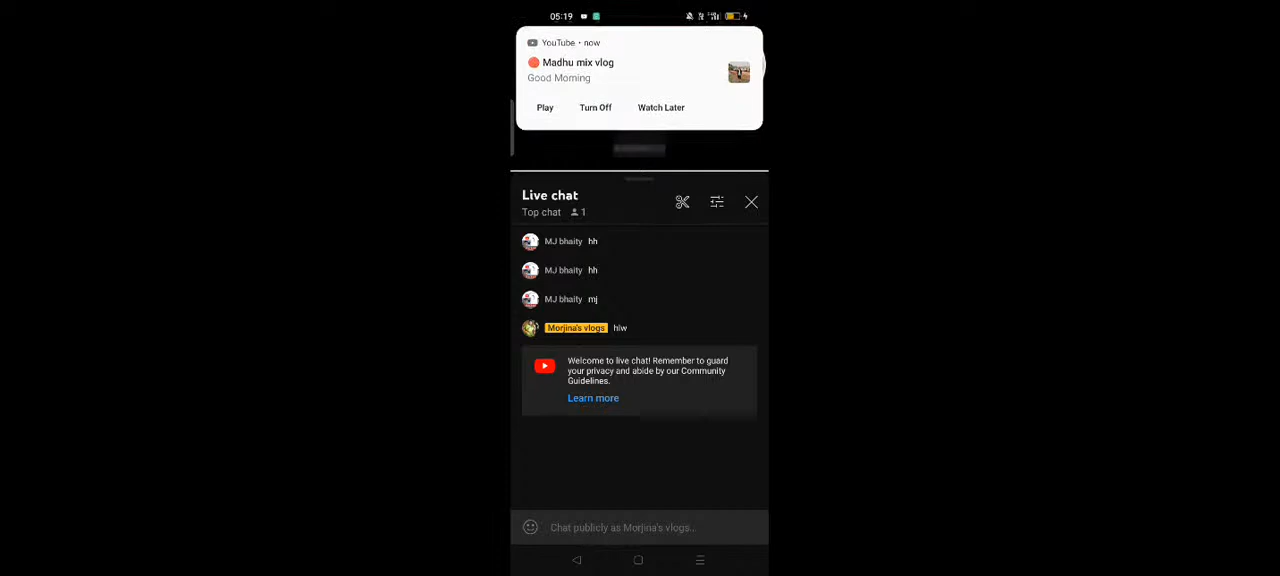 05:19
YouTube • now
Madhu mix vlog
Good Morning
Play Turn Off Watch Later
Live chat
Top chat 1
MJ bhaity hh
MJ bhaity hh
MJ bhaity mj
Morjina's vlogs hiw
Welcome to live chat! Remember to guard
your privacy and abide by our Community
Guidelines.
Learn more
Chat publicly as Morjina's vlogs...